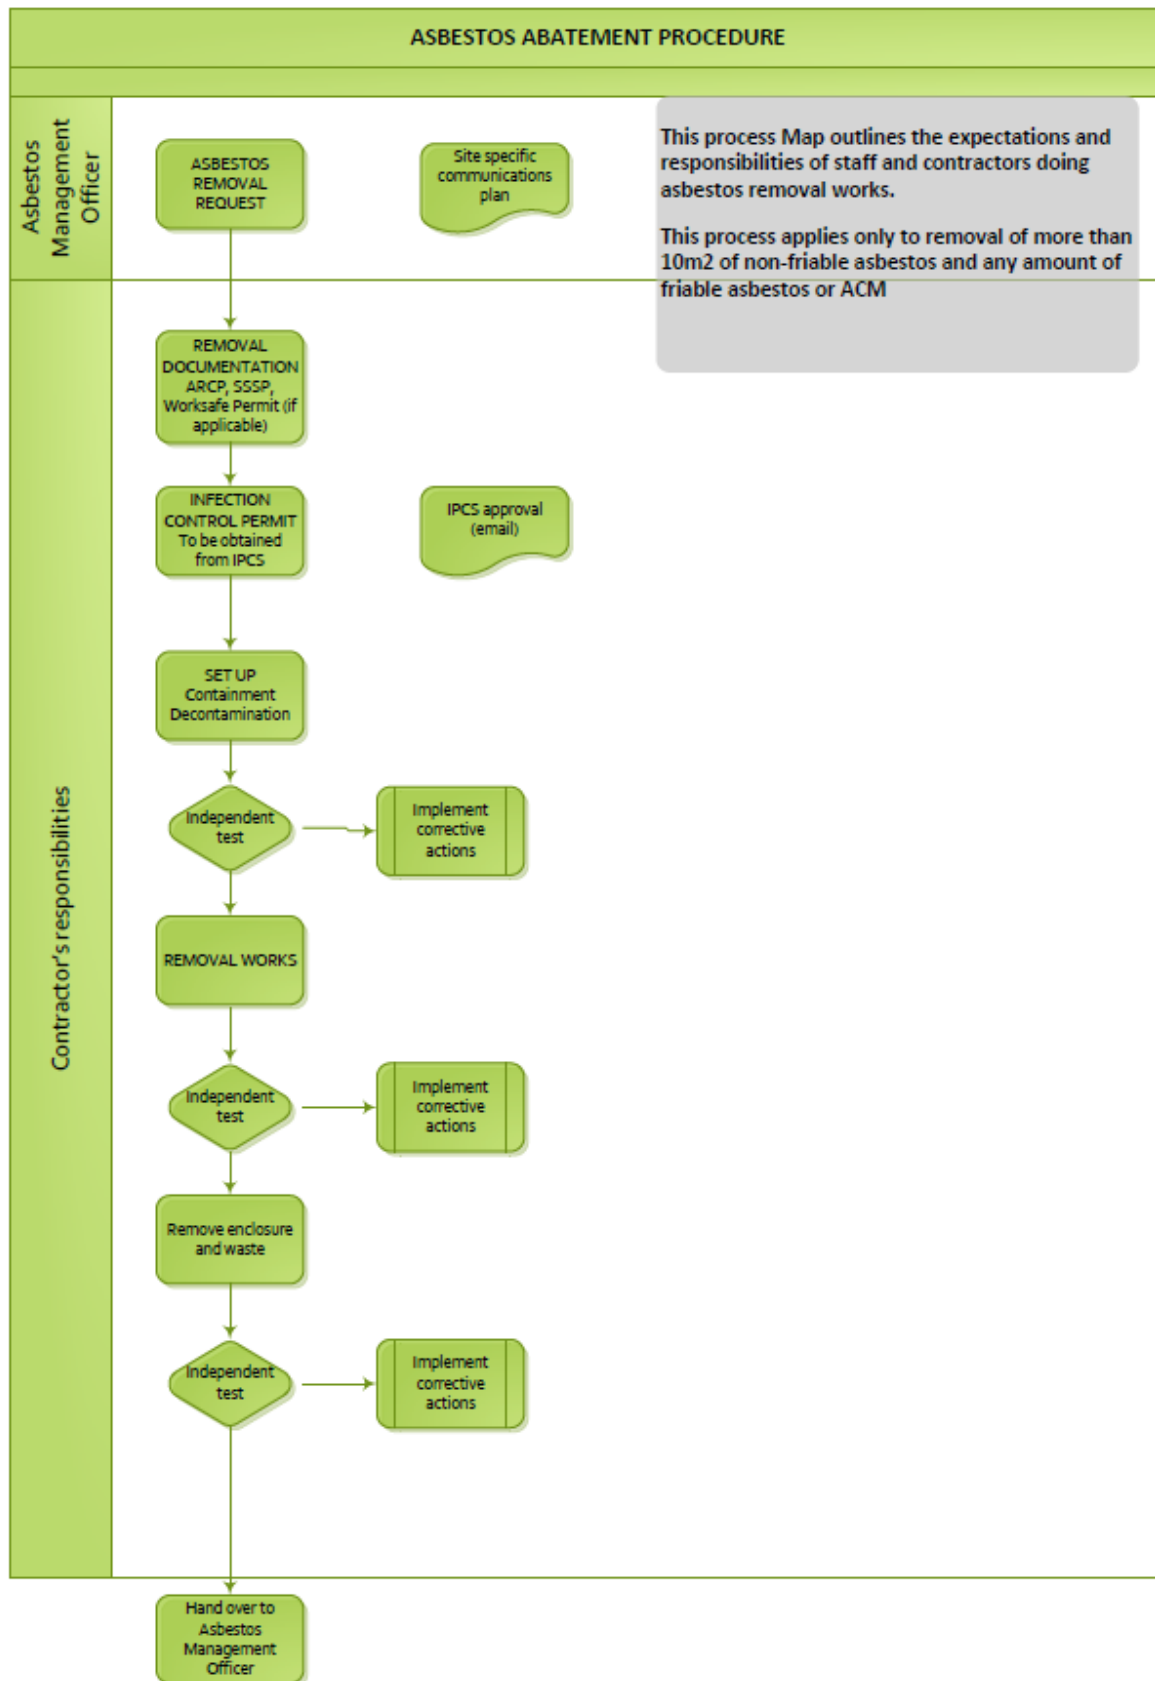 ASBESTOS ABATEMENT PROCEDURE
Asbestos
Management
Officer
ASBESTOS
REMOVAL
REQUEST
Site specific
communications
plan
This process Map outlines the expectations and
responsibilities of staff and contractors doing
asbestos removal works.
This process applies only to removal of more than
10m2 of non-friable asbestos and any amount of
friable asbestos or ACM
Contractor's responsibilities
REMOVAL
DOCUMENTATION
ARCP, SSSP,
Worksafe Permit (if
applicable)
INFECTION
CONTROL PERMIT
To be obtained
from IPCS
IPCS approval
(email)
SET UP
Containment
Decontamination
Independent
test
Implement
corrective
actions
REMOVAL WORKS
Independent
test
Implement
corrective
actions
Remove enclosure
and waste
Independent
test
Implement
corrective
actions
Hand over to
Asbestos
Management
Officer